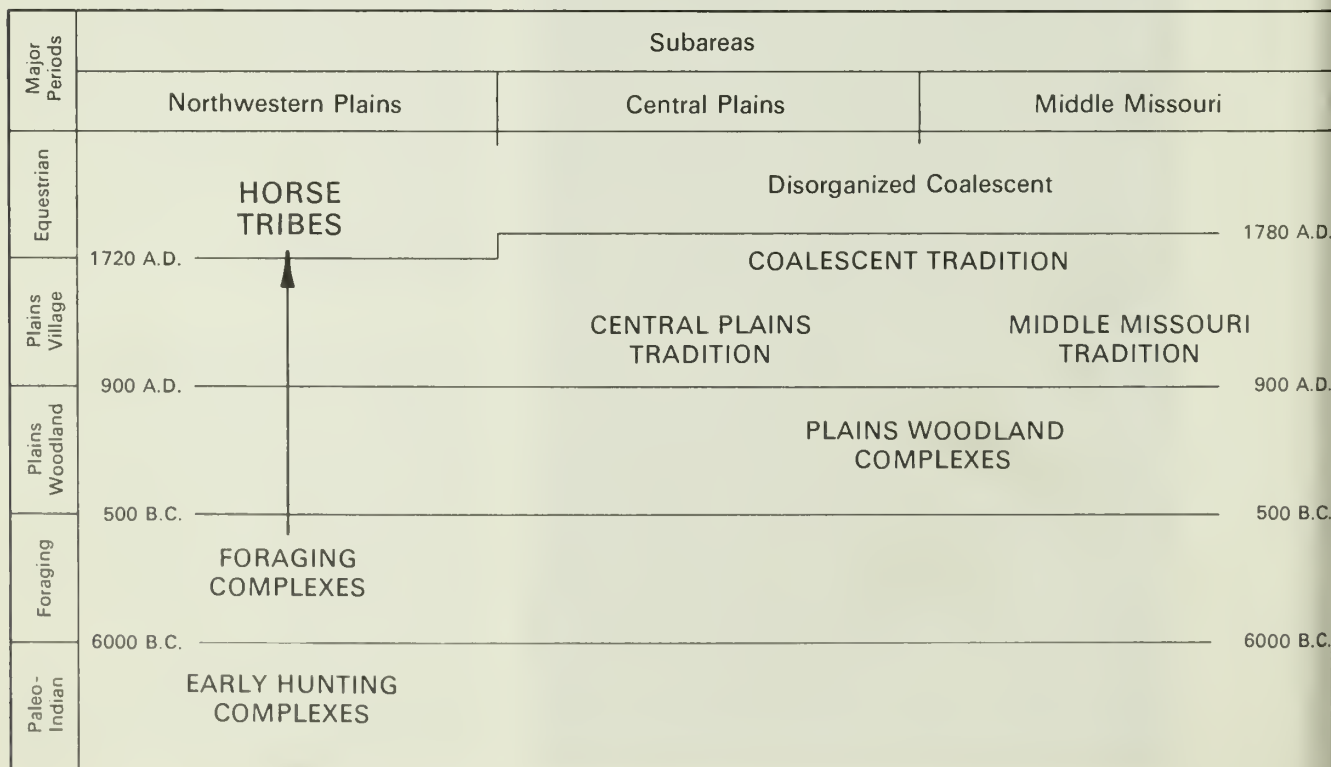 Major
Periods
Subareas
Northwestern Plains
Central Plains
Middle Missouri
Equestrian
HORSE
TRIBES
Disorganized Coalescent
1780 A.D.
1720 A.D.
COALESCENT TRADITION
Plains
Village
CENTRAL PLAINS
TRADITION
MIDDLE MISSOURI
TRADITION
900 A.D.
900 A.D.
Plains
Woodland
PLAINS WOODLAND
COMPLEXES
500 B.C.
500 B.C.
Foraging
FORAGING
COMPLEXES
6000 B.C.
6000 B.C.
Paleo-
Indian
EARLY HUNTING
COMPLEXES